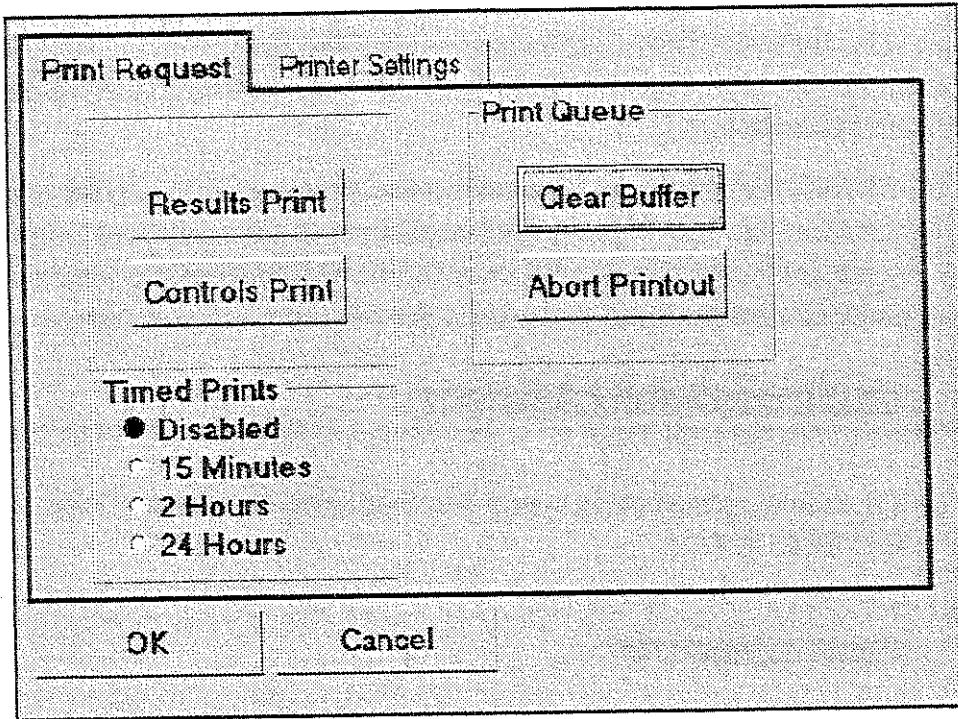 Print Request
Printer Settings
Results Print
Controls Print
Print Queue
Clear Buffer
Abort Printout
Timed Prints
Disabled
15 Minutes
2 Hours
24 Hours
OK
Cancel